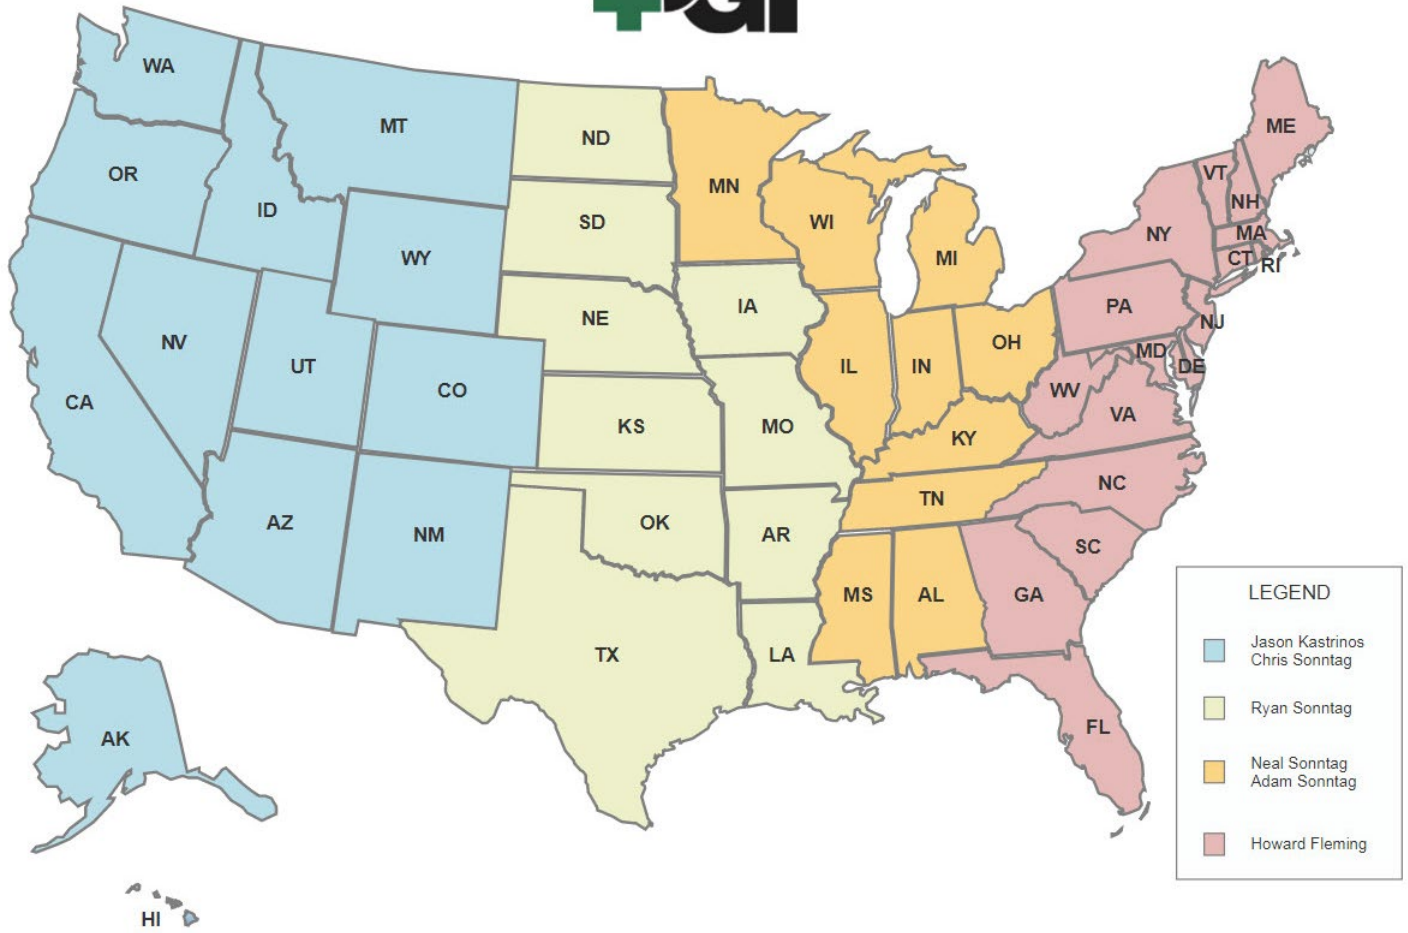 WA
MT
ND
ME
OR
MN
VT
ID
SD
WI
NH
NY
MA
WY
MI
CT
RI
NE
IA
PA
NV
NJ
UT
IL
IN
OH
MD
DE
CO
CA
WV
KS
MO
KY
VA
TN
NC
AZ
NM
OK
AR
SC
MS
AL
GA
TX
LA
FL
AK
HI
LEGEND
Jason Kastrinos
Chris Sonntag
Ryan Sonntag
Neal Sonntag
Adam Sonntag
Howard Fleming